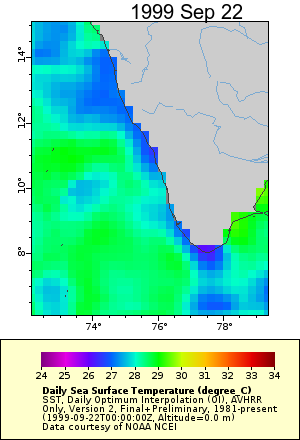 1999 Sep 22
14°
12°
10°
8°
74°
76°
78°
24 25 26 27 28 29 30 31 32 33 34
Daily Sea Surface Temperature (degree_C)
SST, Daily Optimum Interpolation (OI), AVHRR
Only, Version 2, Final+Preliminary, 1981-present
(1999-09-22T00:00:00Z, Altitude=0.0 m)
Data courtesy of NOAA NCEI